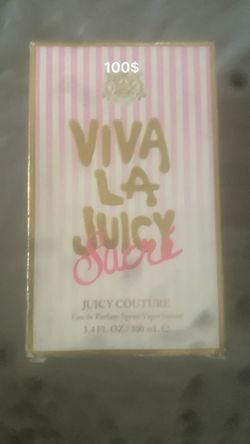 100$
VIVA
LA
JUICY
Sucré
JUICY COUTURE
Eau de Parfum Spray/Vaporisateur
3.4 FL OZ / 100 mL ℮